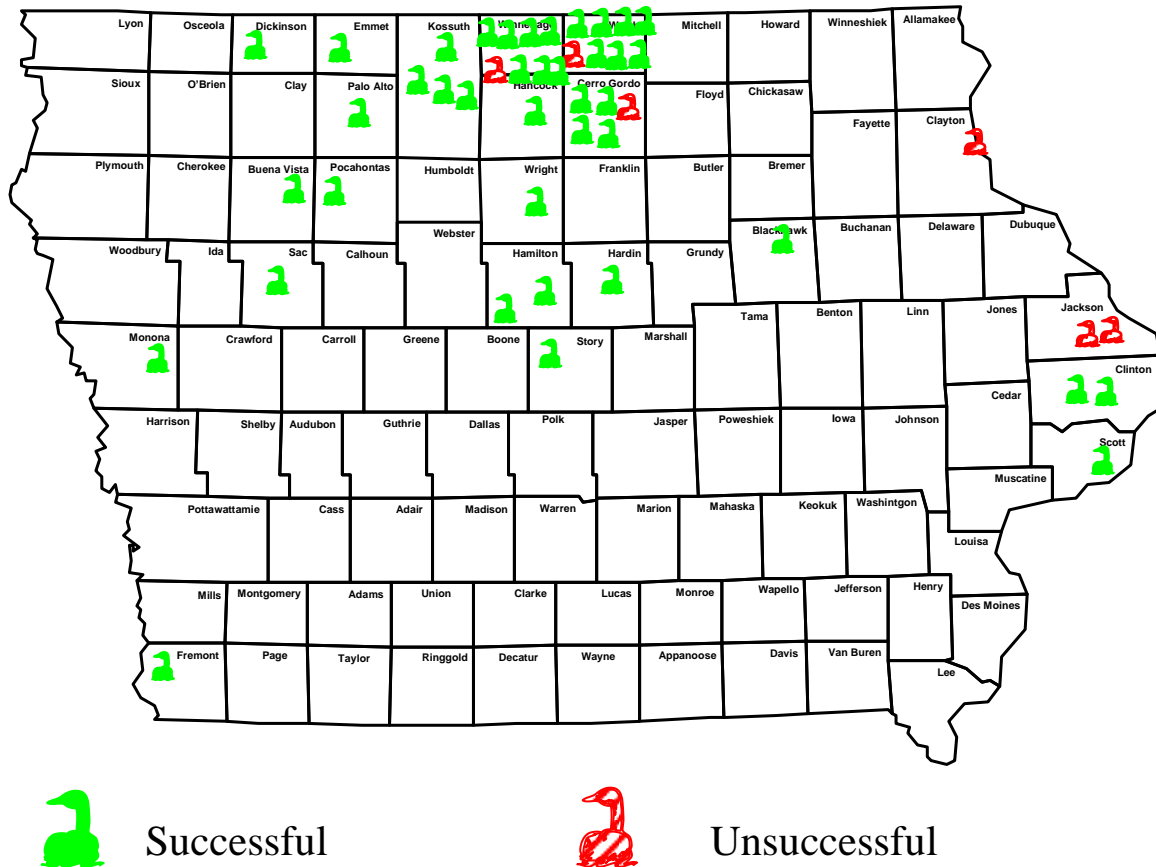 Lyon
Osceola
Dickinson
Emmet
Kossuth
Mitchell
Howard
Winneshiek
Allamakee
Sioux
O'Brien
Clay
Palo Alto
Hancock
Cerro Gordo
Floyd
Chickasaw
Fayette
Clayton
Plymouth
Cherokee
Buena Vista
Pocahontas
Humboldt
Wright
Franklin
Butler
Bremer
Woodbury
Ida
Sac
Calhoun
Webster
Hamilton
Hardin
Grundy
Blackhawk
Buchanan
Delaware
Dubuque
Monona
Crawford
Carroll
Greene
Boone
Story
Marshall
Tama
Benton
Linn
Jones
Jackson
Clinton
Harrison
Shelby
Audubon
Guthrie
Dallas
Polk
Jasper
Poweshiek
Iowa
Johnson
Cedar
Scott
Muscatine
Pottawattamie
Cass
Adair
Madison
Warren
Marion
Mahaska
Keokuk
Washintgon
Louisa
Mills
Montgomery
Adams
Union
Clarke
Lucas
Monroe
Wapello
Jefferson
Henry
Des Moines
Fremont
Page
Taylor
Ringgold
Decatur
Wayne
Appanoose
Davis
Van Buren
Lee
Successful
Unsuccessful